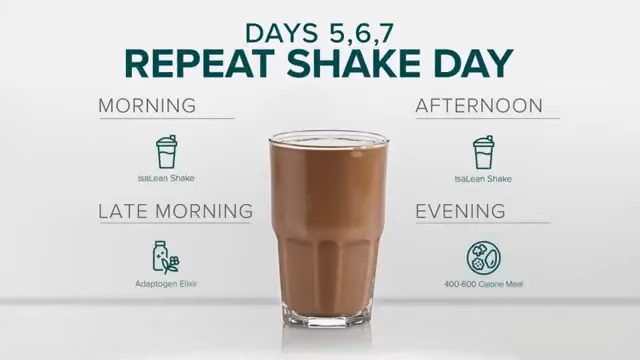 DAYS 5,6,7
REPEAT SHAKE DAY
MORNING
IsaLean Shake
LATE MORNING
Adaptogen Elixir
AFTERNOON
IsaLean Shake
EVENING
400-600 Calorie Meal